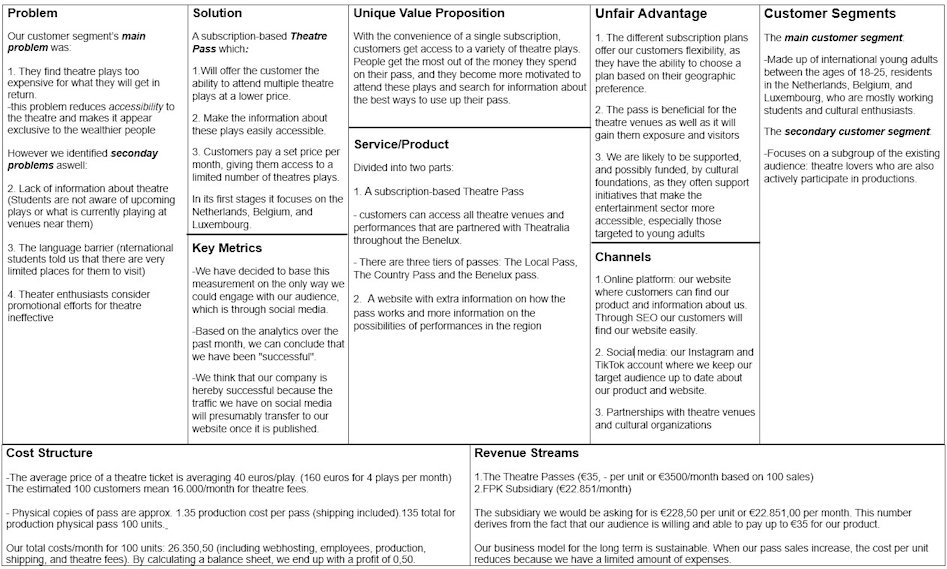 Problem
Our customer segment's main
problem was:
1. They find theatre plays too
expensive for what they will get in
return.
-this problem reduces accessibility to
the theatre and makes it appear
exclusive to the wealthier people
However we identified seconday
problems aswell:
2. Lack of information about theatre
(Students are not aware of upcoming
plays or what is currently playing at
venues near them)
3. The language barrier (nternational
students told us that there are very
limited places for them to visit)
4. Theater enthusiasts consider
promotional efforts for theatre
ineffective
Solution
A subscription-based Theatre
Pass which:
1.Will offer the customer the
ability to attend multiple theatre
plays at a lower price.
2. Make the information about
these plays easily accessible.
3. Customers pay a set price per
month, giving them access to a
limited number of theatres plays.
In its first stages it focuses on the
Netherlands, Belgium, and
Luxembourg.
Key Metrics
-We have decided to base this
measurement on the only way we
could engage with our audience,
which is through social media.
-Based on the analytics over the
past month, we can conclude that
we have been "successful".
-We think that our company is
hereby successful because the
traffic we have on social media
will presumably transfer to our
website once it is published.
Unique Value Proposition
With the convenience of a single subscription,
customers get access to a variety of theatre plays.
People get the most out of the money they spend
on their pass, and they become more motivated to
attend these plays and search for information about
the best ways to use up their pass.
Service/Product
Divided into two parts:
1. A subscription-based Theatre Pass
- customers can access all theatre venues and
performances that are partnered with Theatralia
throughout the Benelux.
- There are three tiers of passes: The Local Pass,
The Country Pass and the Benelux pass.
2. A website with extra information on how the
pass works and more information on the
possibilities of performances in the region
Unfair Advantage
1. The different subscription plans
offer our customers flexibility, as
they have the ability to choose a
plan based on their geographic
preference.
2. The pass is beneficial for the
theatre venues as well as it will
gain them exposure and visitors
3. We are likely to be supported,
and possibly funded, by cultural
foundations, as they often support
initiatives that make the
entertainment sector more
accessible, especially those
targeted to young adults
Channels
1.Online platform: our website
where customers can find our
product and information about us.
Through SEO our customers will
find our website easily.
2. Social media: our Instagram and
TikTok account where we keep our
target audience up to date about
our product and website.
3. Partnerships with theatre venues
and cultural organizations
Customer Segments
The main customer segment
-Made up of international young adults
between the ages of 18-25, residents
in the Netherlands, Belgium, and
Luxembourg, who are mostly working
students and cultural enthusiasts.
The secondary customer segment
-Focuses on a subgroup of the existing
audience: theatre lovers who are also
actively participate in productions.
Cost Structure
-The average price of a theatre ticket is averaging 40 euros/play. (160 euros for 4 plays per month)
The estimated 100 customers mean 16.000/month for theatre fees.
- Physical copies of pass are approx. 1.35 production cost per pass (shipping included).135 total for
production physical pass 100 units.
Our total costs/month for 100 units: 26.350,50 (including webhosting, employees, production,
shipping, and theatre fees). By calculating a balance sheet, we end up with a profit of 0,50.
Revenue Streams
1.The Theatre Passes (€35, - per unit or €3500/month based on 100 sales)
2.FPK Subsidiary (€22.851/month)
The subsidiary we would be asking for is €228,50 per unit or €22.851,00 per month. This number
derives from the fact that our audience is willing and able to pay up to €35 for our product.
Our business model for the long term is sustainable. When our pass sales increase, the cost per unit
reduces because we have a limited amount of expenses.